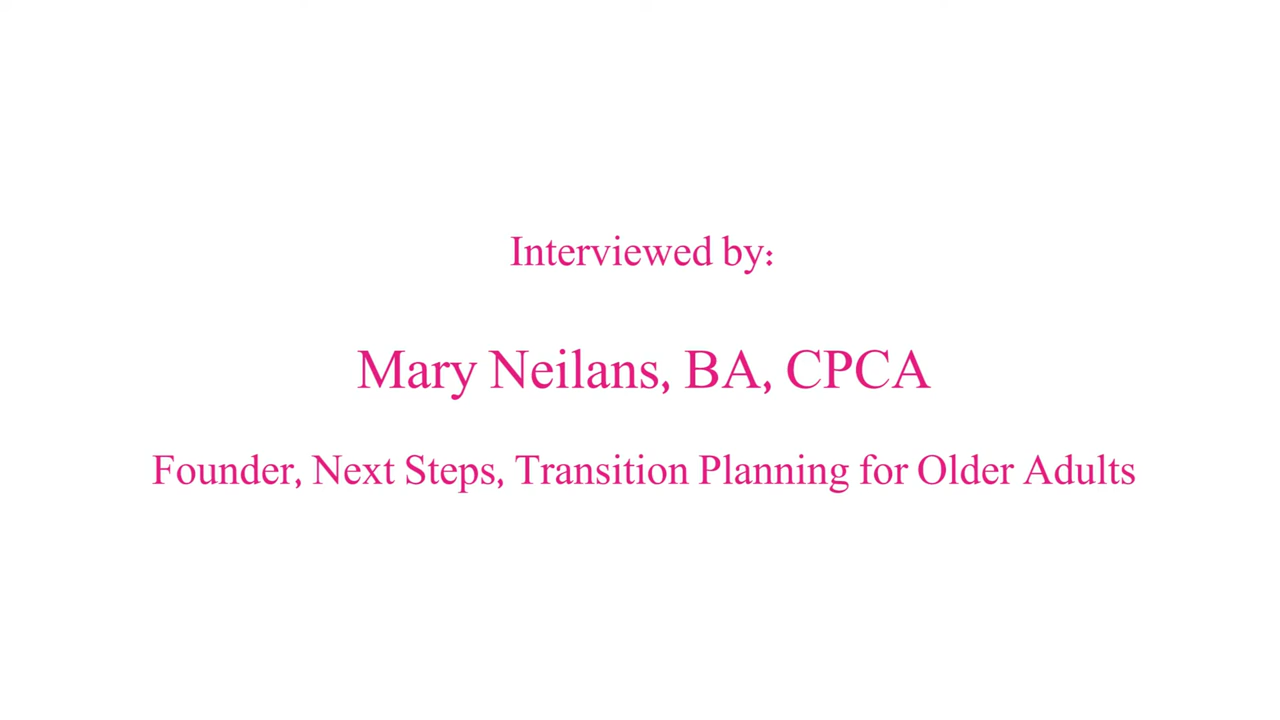 Interviewed by:
Mary Neilans, BA, CPCA
Founder, Next Steps, Transition Planning for Older Adults